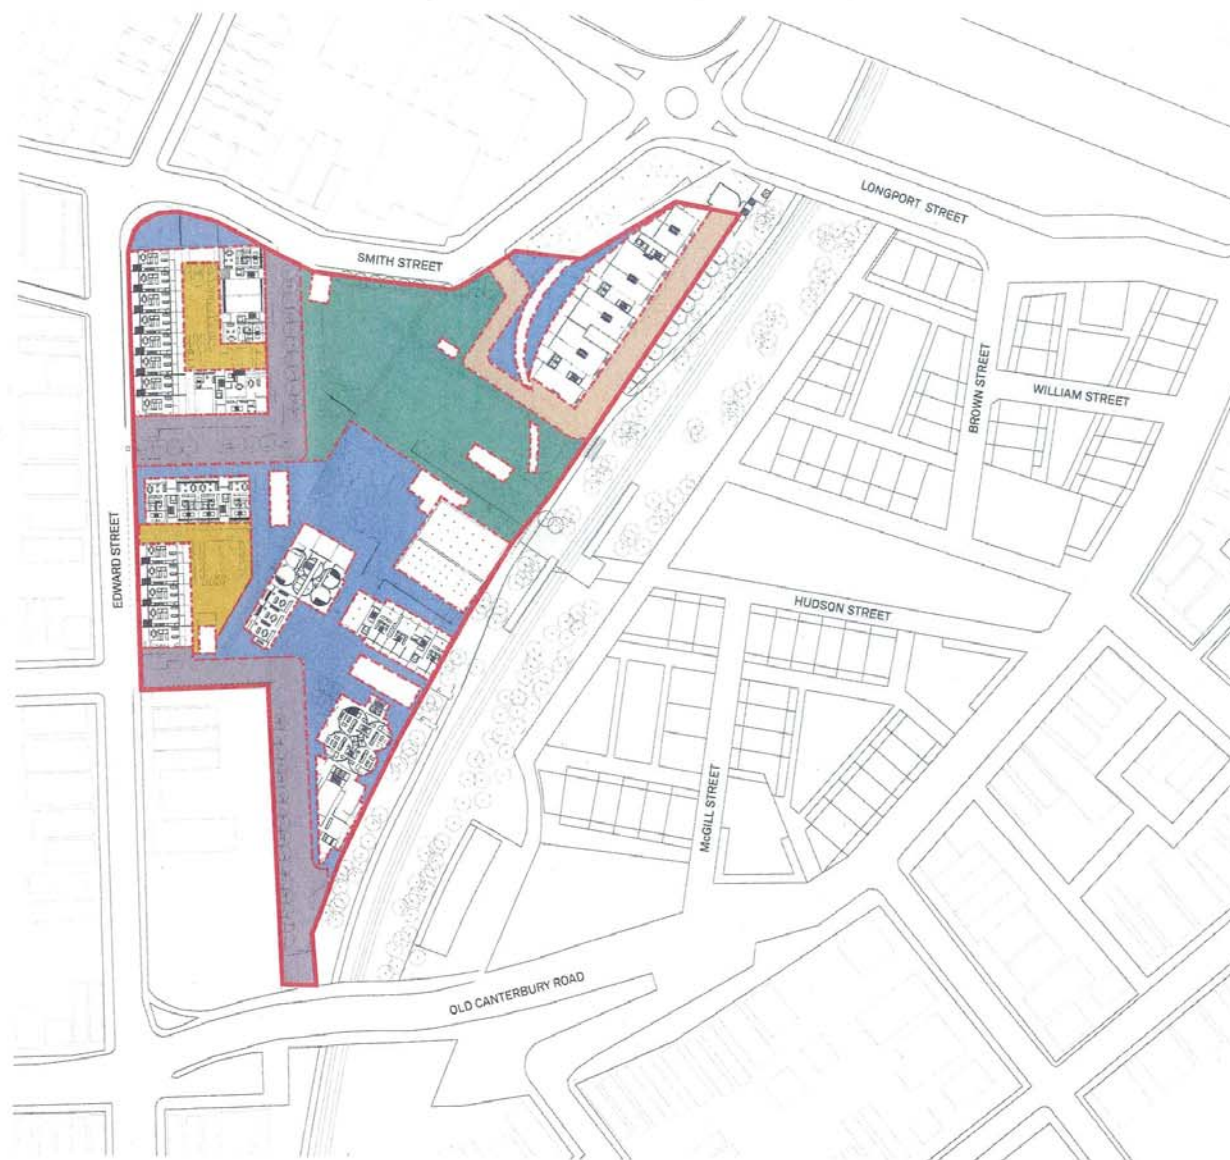 LONGPORT STREET
SMITH STREET
BROWN STREET
WILLIAM STREET
EDWARD STREET
HUDSON STREET
McGILL STREET
OLD CANTERBURY ROAD